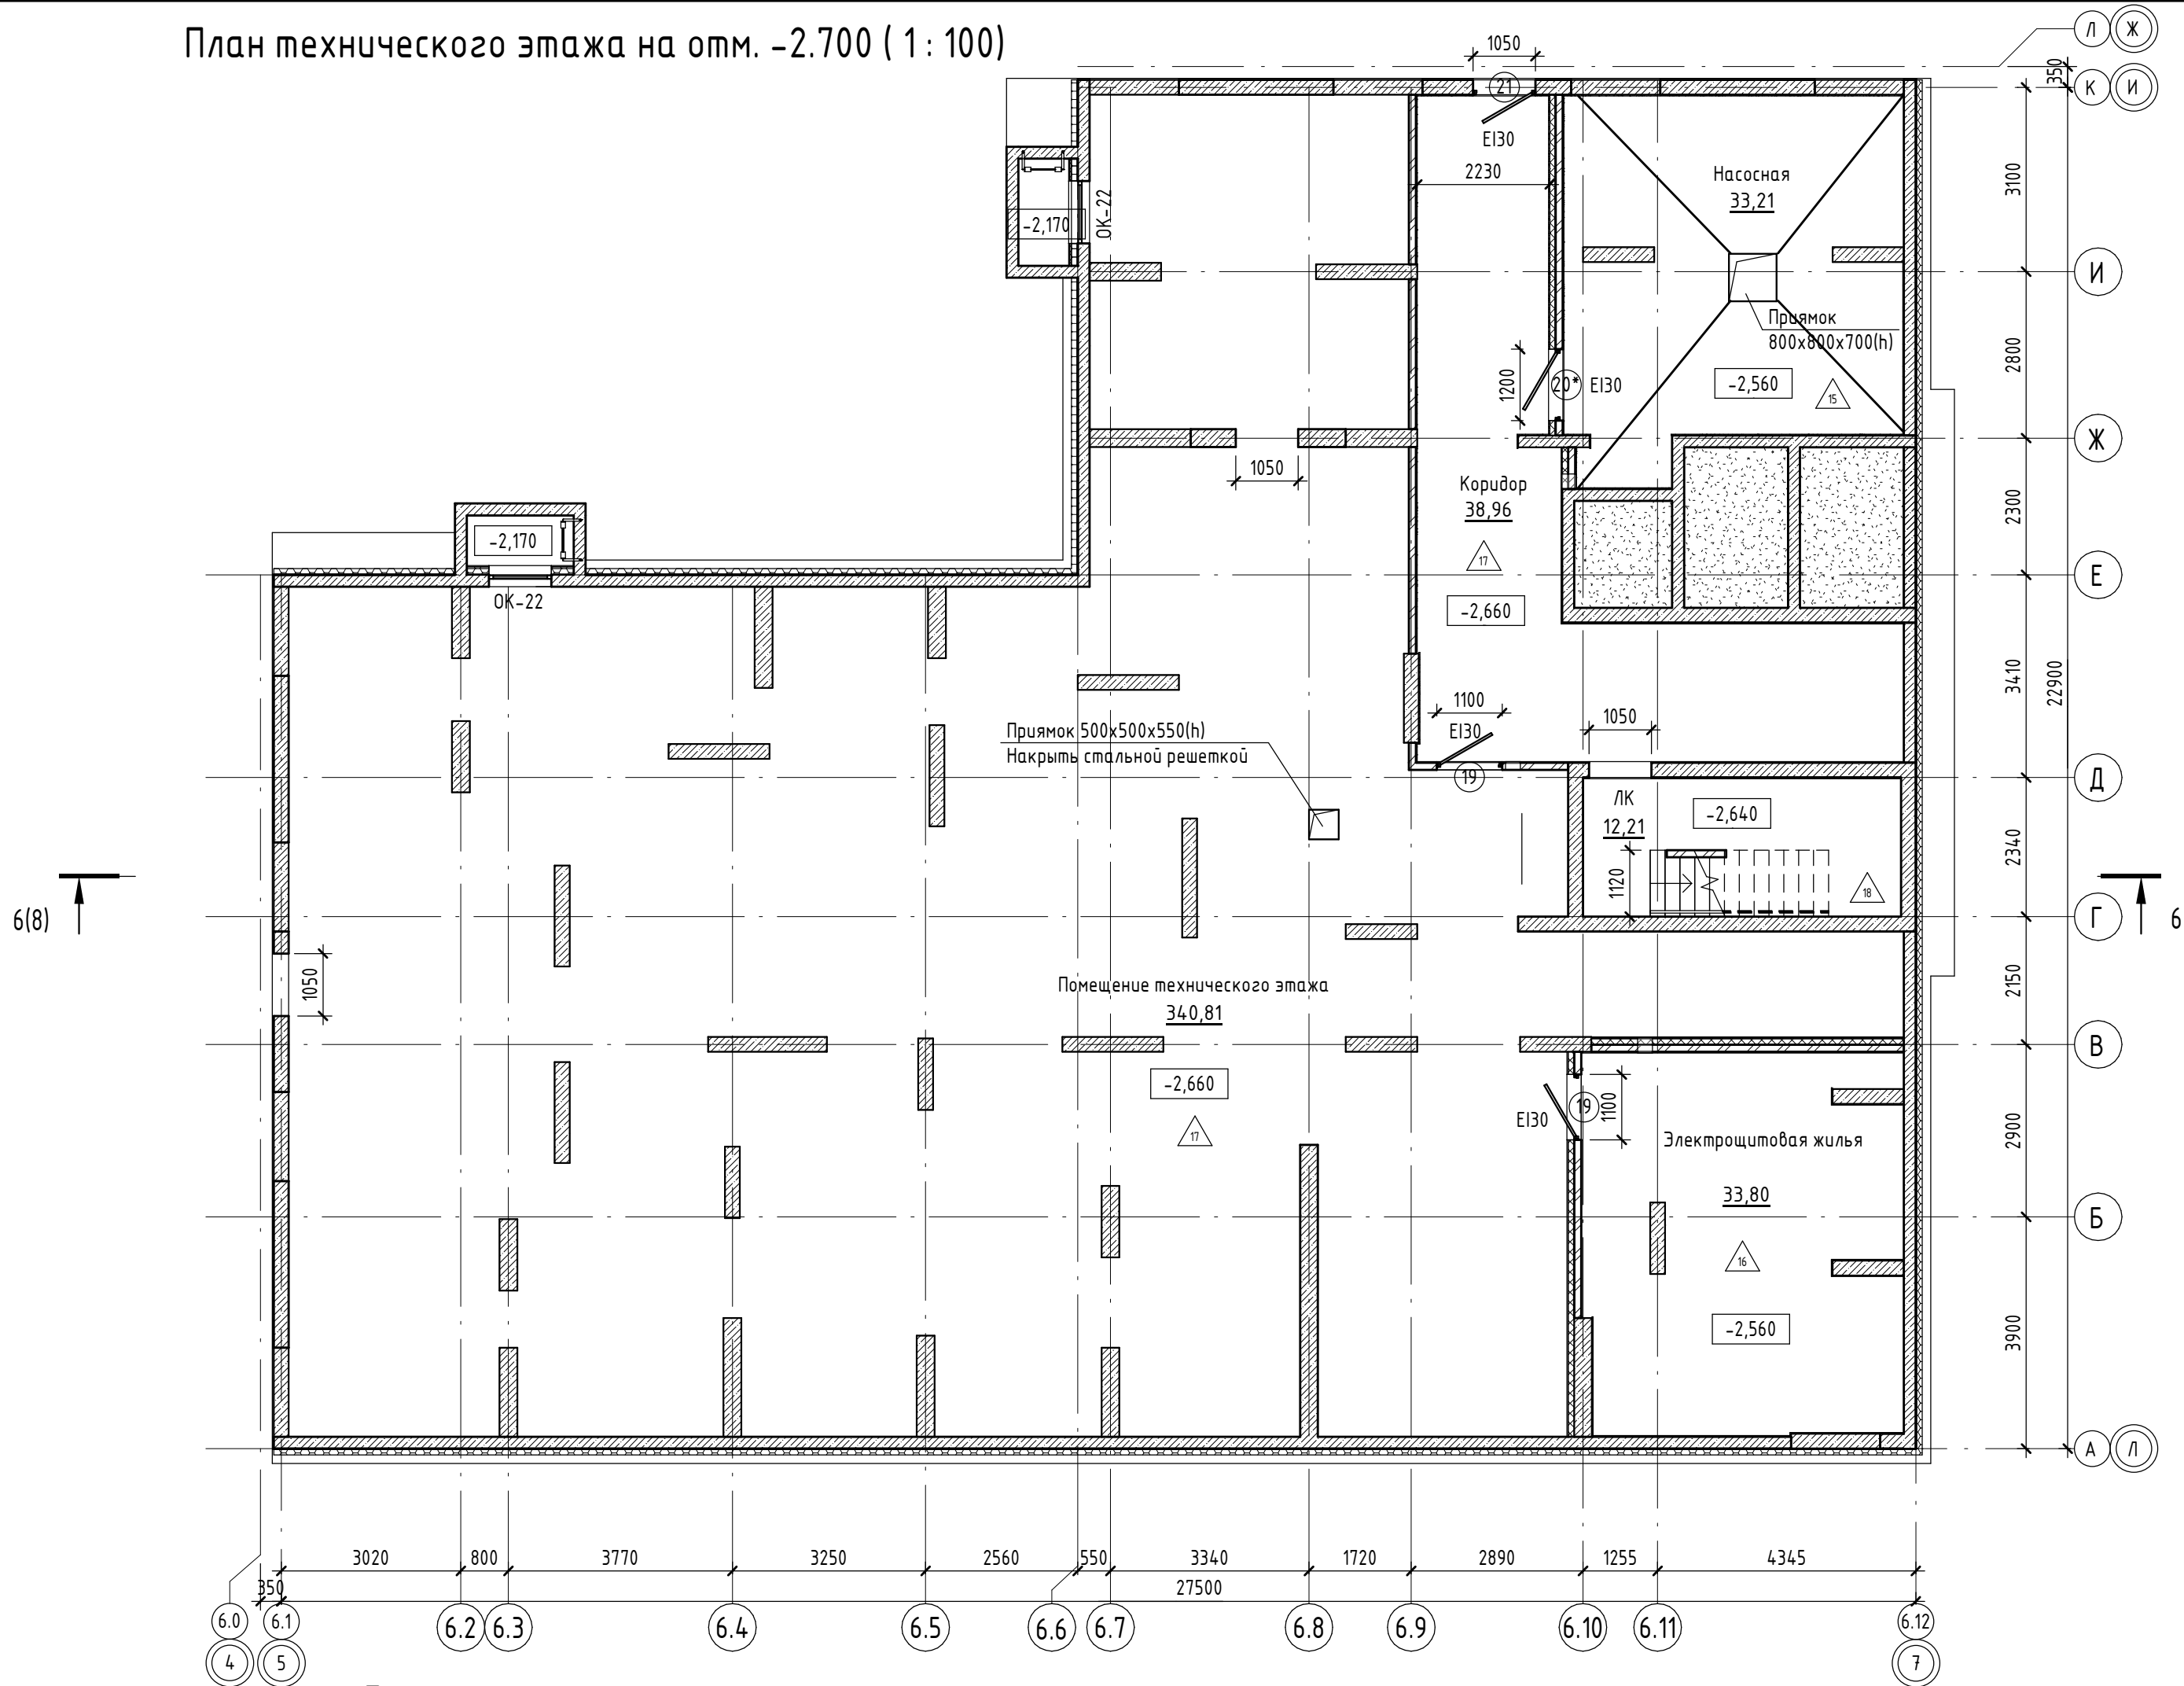 План технического этажа на отм. -2.700 ( 1 : 100)
Л Ж
1050
350
К И
21
EI30
2230
3100
Насосная
33,21
-2,170
ОК-22
И
Приямок
800х800х700(h)
2800
1200
20* EI30
-2,560
15
Ж
1050
Коридор
38,96
2300
17
-2,170
ОК-22
Е
-2,660
3410
22900
1100
1050
EI30
Приямок 500х500х550(h)
Накрыть стальной решеткой
19
Д
ЛК
12,21
-2,640
2340
1120
18
6(8)
6
Г
1050
2150
Помещение технического этажа
340,81
В
-2,660
17
EI30
19
1100
2900
Электрощитовая жилья
33,80
Б
16
-2,560
3900
А Л
3020 800 3770 3250 2560 550 3340 1720 2890 1255 4345
350 27500
6.0 6.1 6.2 6.3 6.4 6.5 6.6 6.7 6.8 6.9 6.10 6.11 6.12
4 5 7